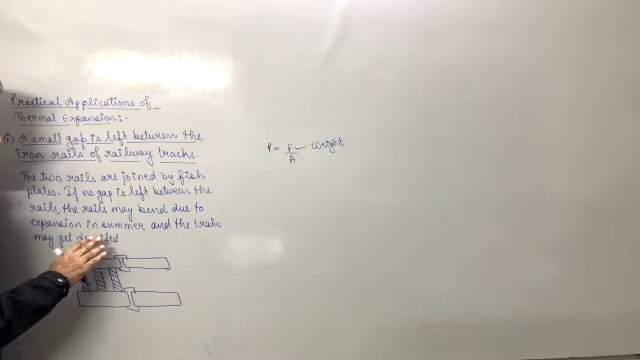 Practical Applications of
Thermal Expansion:-
(i) A small gap is left between the
iron rails of railway tracks.
The two rails are joined by fish
plates. If no gap is left between the
rails, the rails may bend due to
expansion in summer and the train
may get derailed
P = F — Weight
A